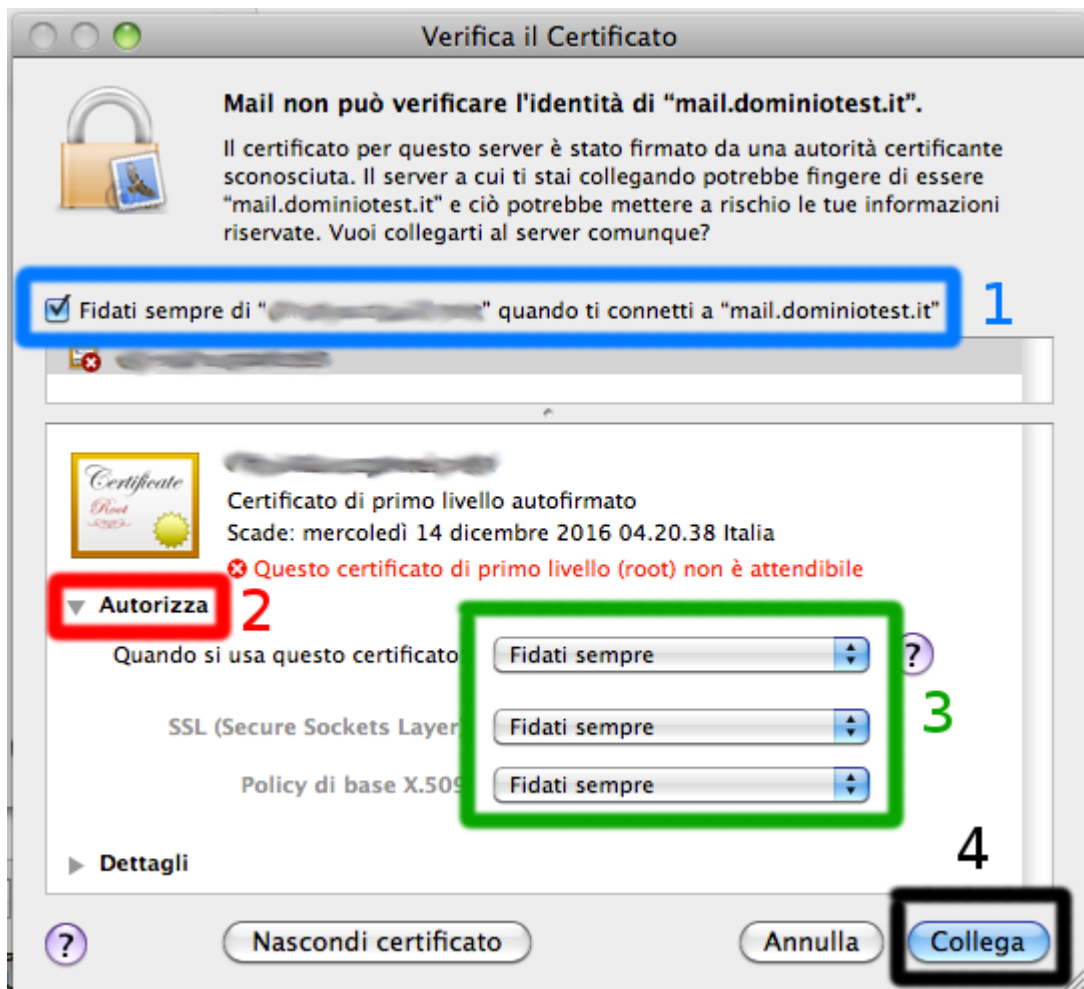 Verifica il Certificato
Mail non può verificare l'identità di “mail.dominiotest.it”.
Il certificato per questo server è stato firmato da una autorità certificante
sconosciuta. Il server a cui ti stai collegando potrebbe fingere di essere
“mail.dominiotest.it” e ciò potrebbe mettere a rischio le tue informazioni
riservate. Vuoi collegarti al server comunque?
Fidati sempre di “ ” quando ti connetti a “mail.dominiotest.it”
1
Certificate
Root
Certificato di primo livello autofirmato
Scade: mercoledì 14 dicembre 2016 04.20.38 Italia
Questo certificato di primo livello (root) non è attendibile
Autorizza
2
Quando si usa questo certificato
Fidati sempre
?
3
SSL (Secure Sockets Layer
Fidati sempre
Policy di base X.509
Fidati sempre
Dettagli
4
?
Nascondi certificato
Annulla
Collega